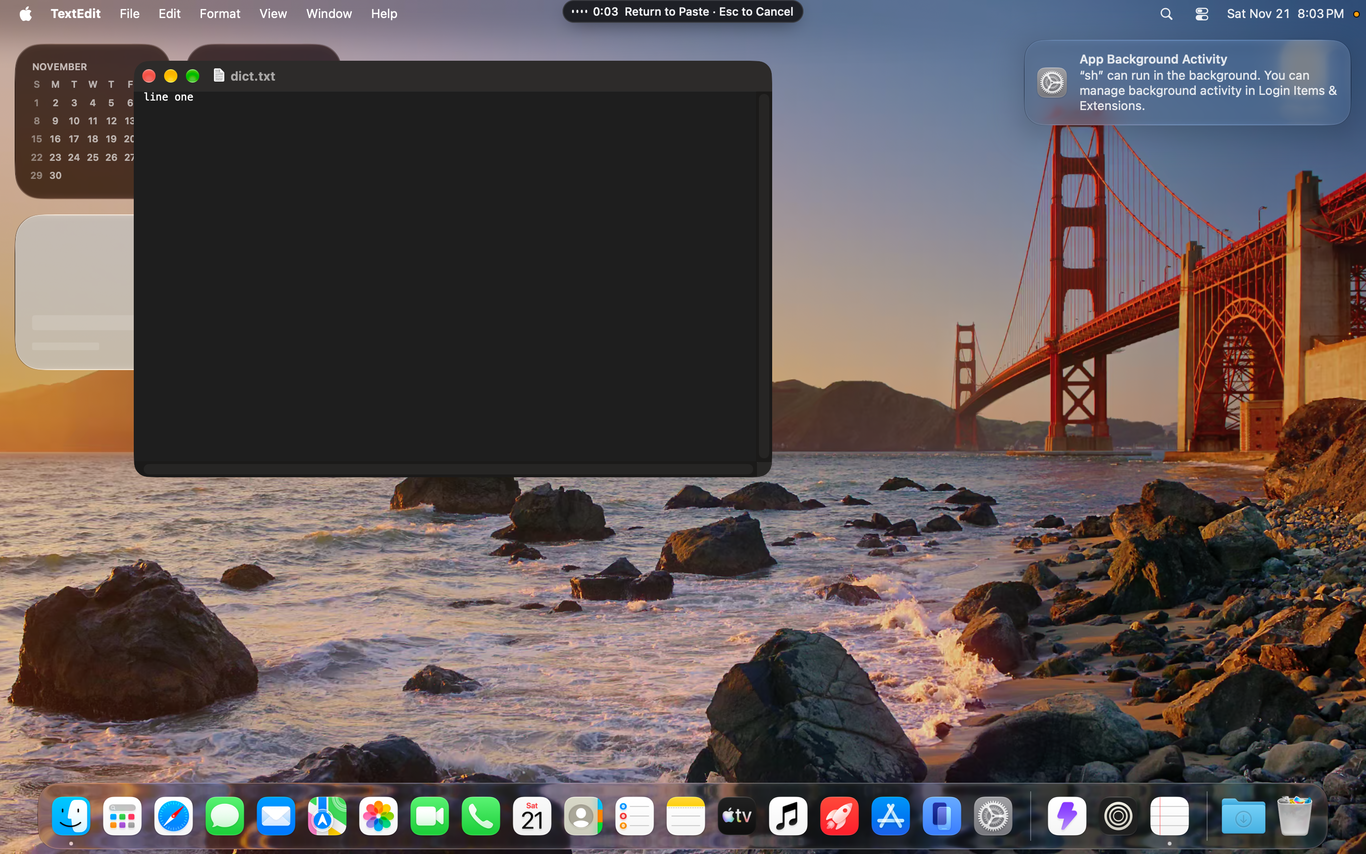 TextEdit File Edit Format View Window Help
0:03 Return to Paste · Esc to Cancel
Sat Nov 21 8:03 PM
NOVEMBER
S M T W T F
1 2 3 4 5 6
8 9 10 11 12 13
15 16 17 18 19 20
22 23 24 25 26 27
29 30
dict.txt
line one
App Background Activity
“sh” can run in the background. You can
manage background activity in Login Items &
Extensions.
Sat
21
tv